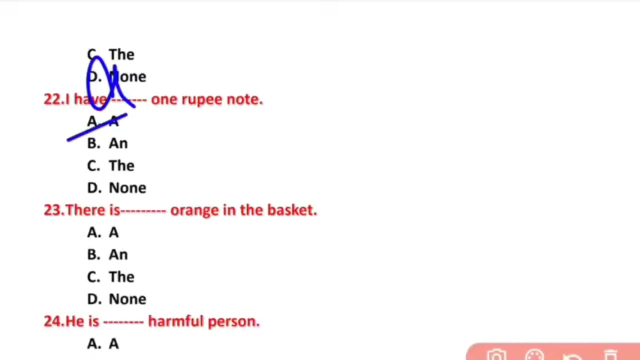 C. The
D. None
22.I have ------- one rupee note.
A. A
B. An
C. The
D. None
23.There is--------- orange in the basket.
A. A
B. An
C. The
D. None
24.He is -------- harmful person.
A. A